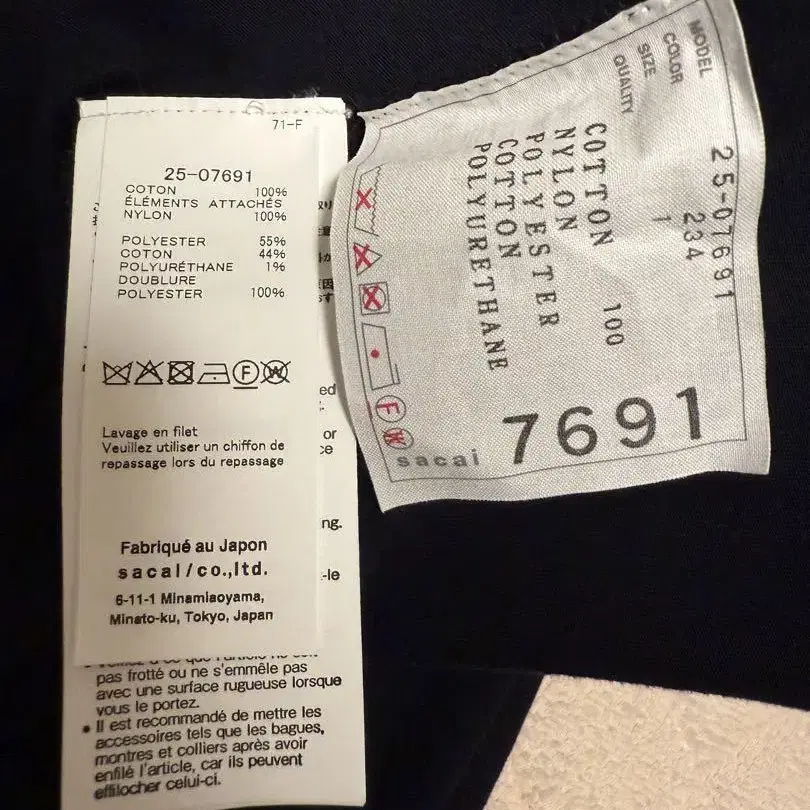 71-F
25-07691
COTON 100%
ÉLÉMENTS ATTACHÉS
NYLON 100%
POLYESTER 55%
COTON 44%
POLYURÉTHANE 1%
DOUBLURE
POLYESTER 100%
Lavage en filet
Veuillez utiliser un chiffon de
repassage lors du repassage
Fabriqué au Japon
sacai/co.,ltd.
6-11-1 Minamiaoyama,
Minato-ku, Tokyo, Japan
pas frotté ou ne s'emmêle pas
avec une surface rugueuse lorsque
vous le portez.
• Il est recommandé de mettre les
accessoires tels que les bagues,
montres et colliers après avoir
enfilé l'article, car ils peuvent
effilocher celui-ci.
ed
or
ce
ng.
-le
MODEL 25-07691
COLOR 234
SIZE 1
QUALITY
COTTON 100
NYLON
POLYESTER
COTTON
POLYURETHANE
F
W
sacai 7691